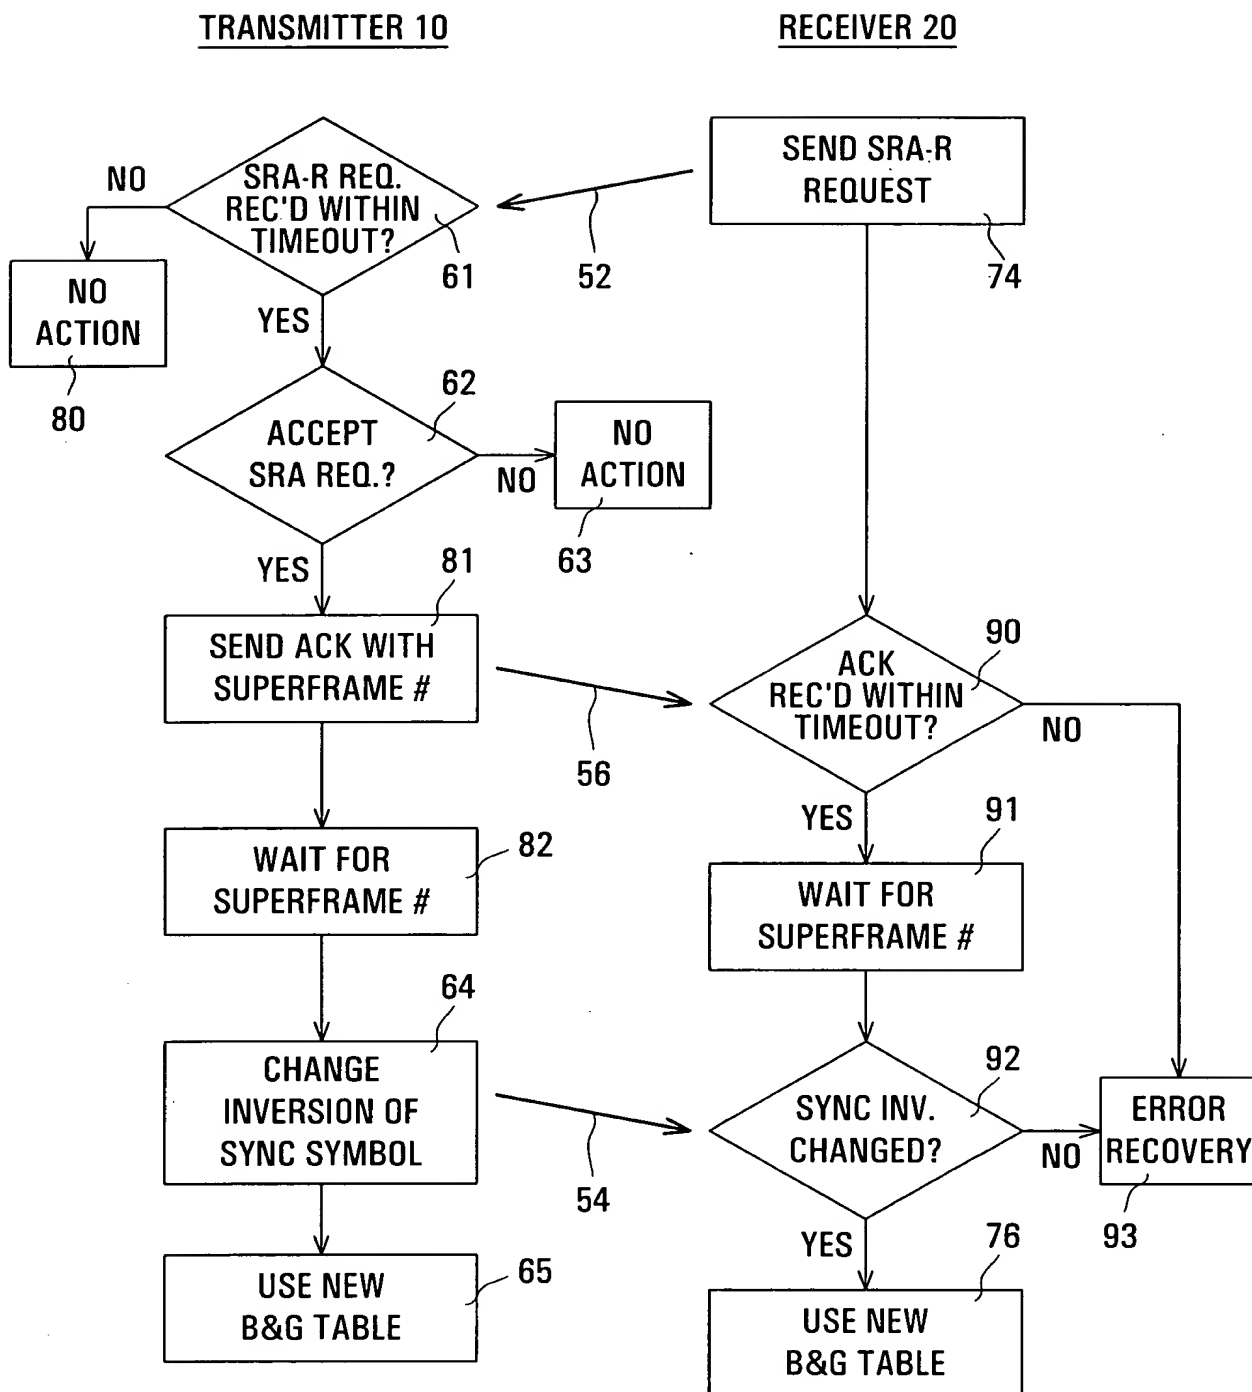 TRANSMITTER 10
RECEIVER 20
SRA-R REQ.
REC'D WITHIN
TIMEOUT?
NO
61
52
SEND SRA-R
REQUEST
74
NO
ACTION
80
YES
ACCEPT
SRA REQ.?
62
NO
NO
ACTION
63
YES
81
SEND ACK WITH
SUPERFRAME #
56
ACK
REC'D WITHIN
TIMEOUT?
90
NO
YES
WAIT FOR
SUPERFRAME #
82
91
WAIT FOR
SUPERFRAME #
64
CHANGE
INVERSION OF
SYNC SYMBOL
54
SYNC INV.
CHANGED?
92
NO
ERROR
RECOVERY
93
YES
USE NEW
B&G TABLE
65
76
USE NEW
B&G TABLE